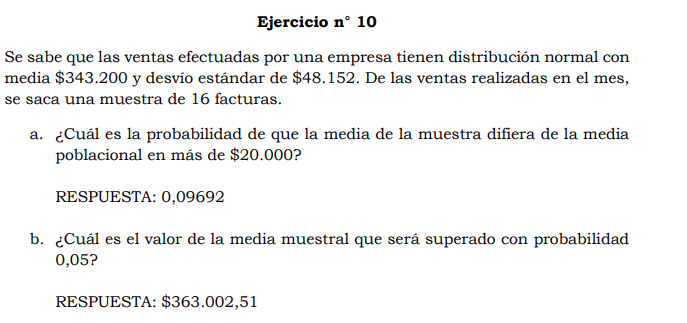 Ejercicio n° 10
Se sabe que las ventas efectuadas por una empresa tienen distribución normal con
media $343.200 y desvío estándar de $48.152. De las ventas realizadas en el mes,
se saca una muestra de 16 facturas.
a. ¿Cuál es la probabilidad de que la media de la muestra difiera de la media
poblacional en más de $20.000?
RESPUESTA: 0,09692
b. ¿Cuál es el valor de la media muestral que será superado con probabilidad
0,05?
RESPUESTA: $363.002,51